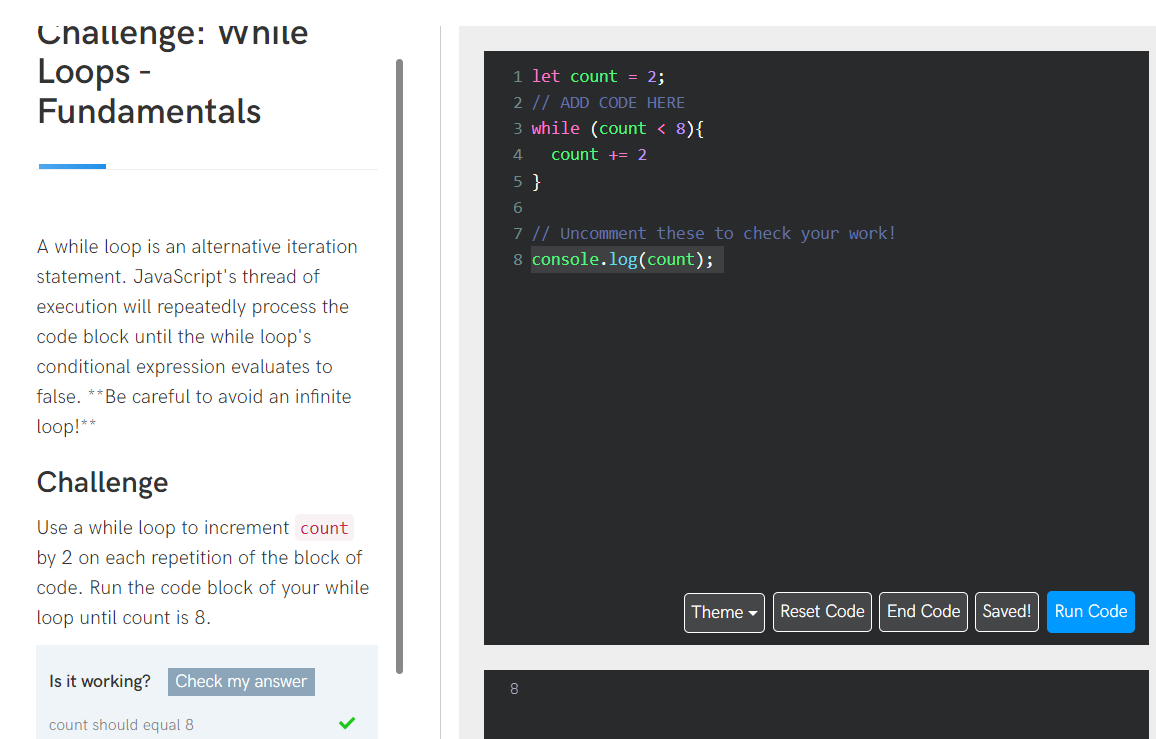 Challenge: While
Loops -
Fundamentals
A while loop is an alternative iteration
statement. JavaScript's thread of
execution will repeatedly process the
code block until the while loop's
conditional expression evaluates to
false. **Be careful to avoid an infinite
loop!**
Challenge
Use a while loop to increment count
by 2 on each repetition of the block of
code. Run the code block of your while
loop until count is 8.
Is it working? Check my answer
count should equal 8
1 let count = 2;
2 // ADD CODE HERE
3 while (count < 8){
4   count += 2
5 }
6
7 // Uncomment these to check your work!
8 console.log(count);
Theme Reset Code End Code Saved! Run Code
8